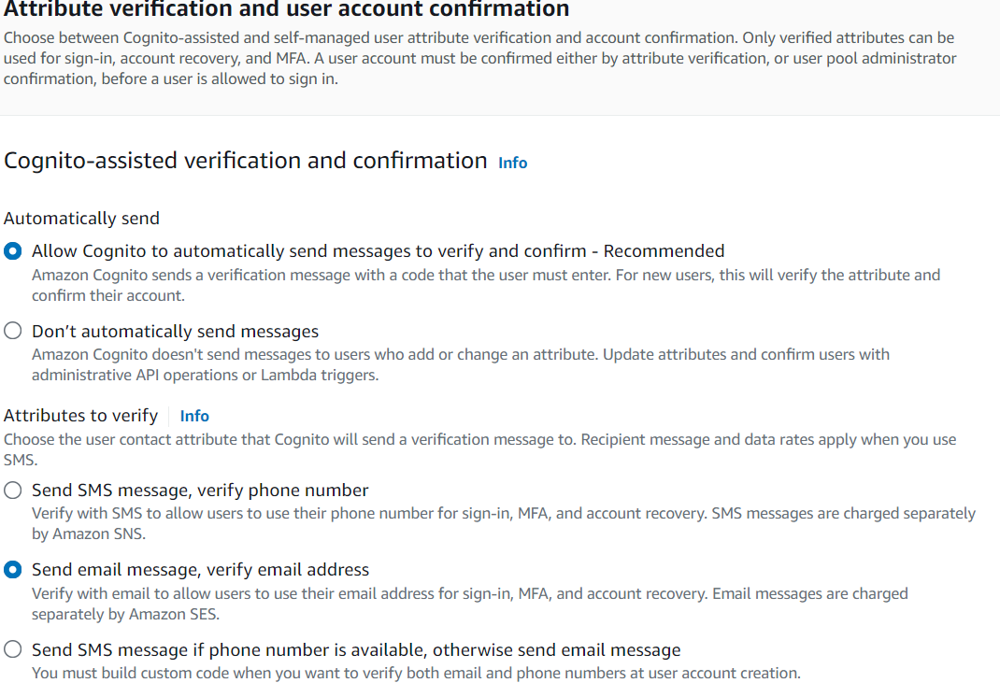 Attribute verification and user account confirmation
Choose between Cognito-assisted and self-managed user attribute verification and account confirmation. Only verified attributes can be
used for sign-in, account recovery, and MFA. A user account must be confirmed either by attribute verification, or user pool administrator
confirmation, before a user is allowed to sign in.
Cognito-assisted verification and confirmation Info
Automatically send
Allow Cognito to automatically send messages to verify and confirm - Recommended
Amazon Cognito sends a verification message with a code that the user must enter. For new users, this will verify the attribute and
confirm their account.
Don’t automatically send messages
Amazon Cognito doesn't send messages to users who add or change an attribute. Update attributes and confirm users with
administrative API operations or Lambda triggers.
Attributes to verify Info
Choose the user contact attribute that Cognito will send a verification message to. Recipient message and data rates apply when you use
SMS.
Send SMS message, verify phone number
Verify with SMS to allow users to use their phone number for sign-in, MFA, and account recovery. SMS messages are charged separately
by Amazon SNS.
Send email message, verify email address
Verify with email to allow users to use their email address for sign-in, MFA, and account recovery. Email messages are charged
separately by Amazon SES.
Send SMS message if phone number is available, otherwise send email message
You must build custom code when you want to verify both email and phone numbers at user account creation.